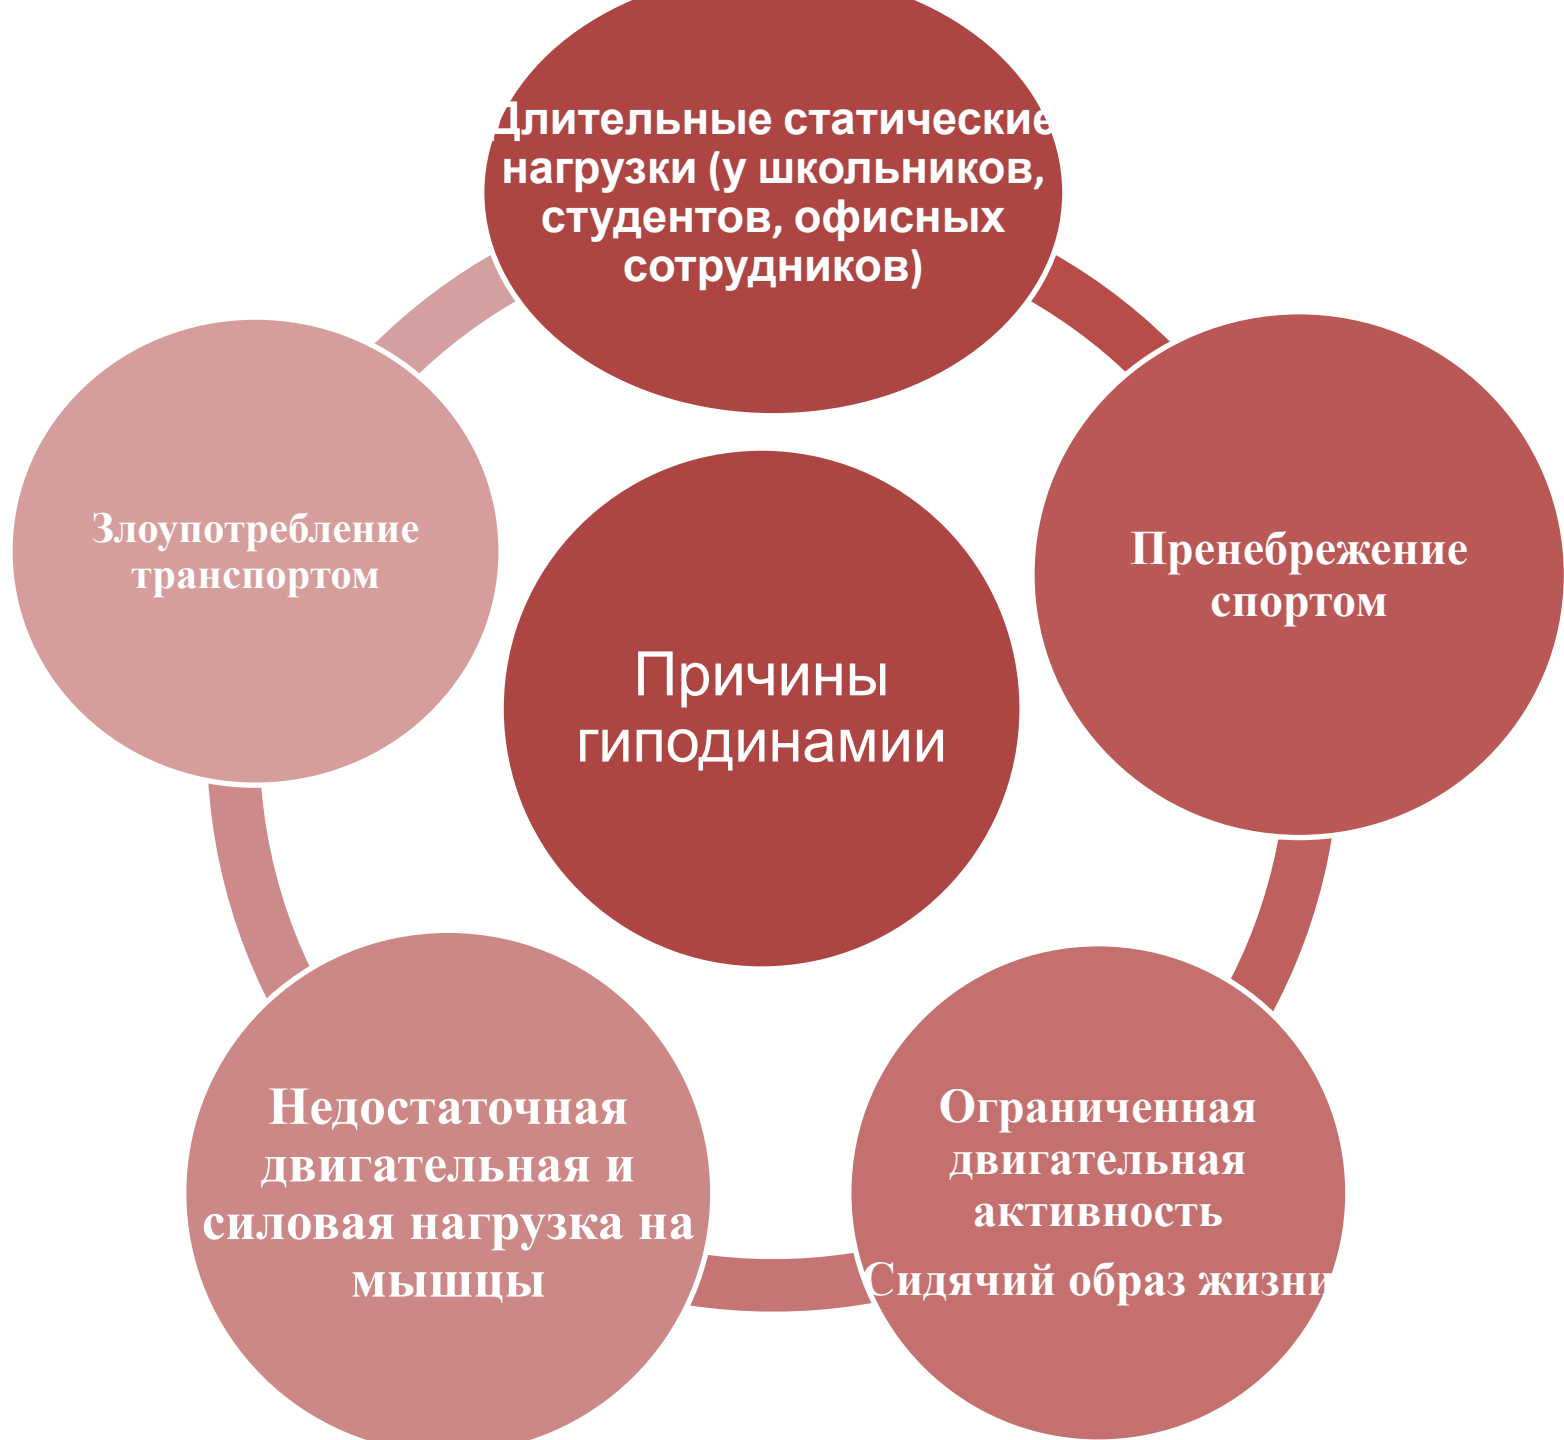 Длительные статические
нагрузки (у школьников,
студентов, офисных
сотрудников)
Пренебрежение
спортом
Ограниченная
двигательная
активность
Сидячий образ жизни
Недостаточная
двигательная и
силовая нагрузка на
мышцы
Злоупотребление
транспортом
Причины
гиподинамии